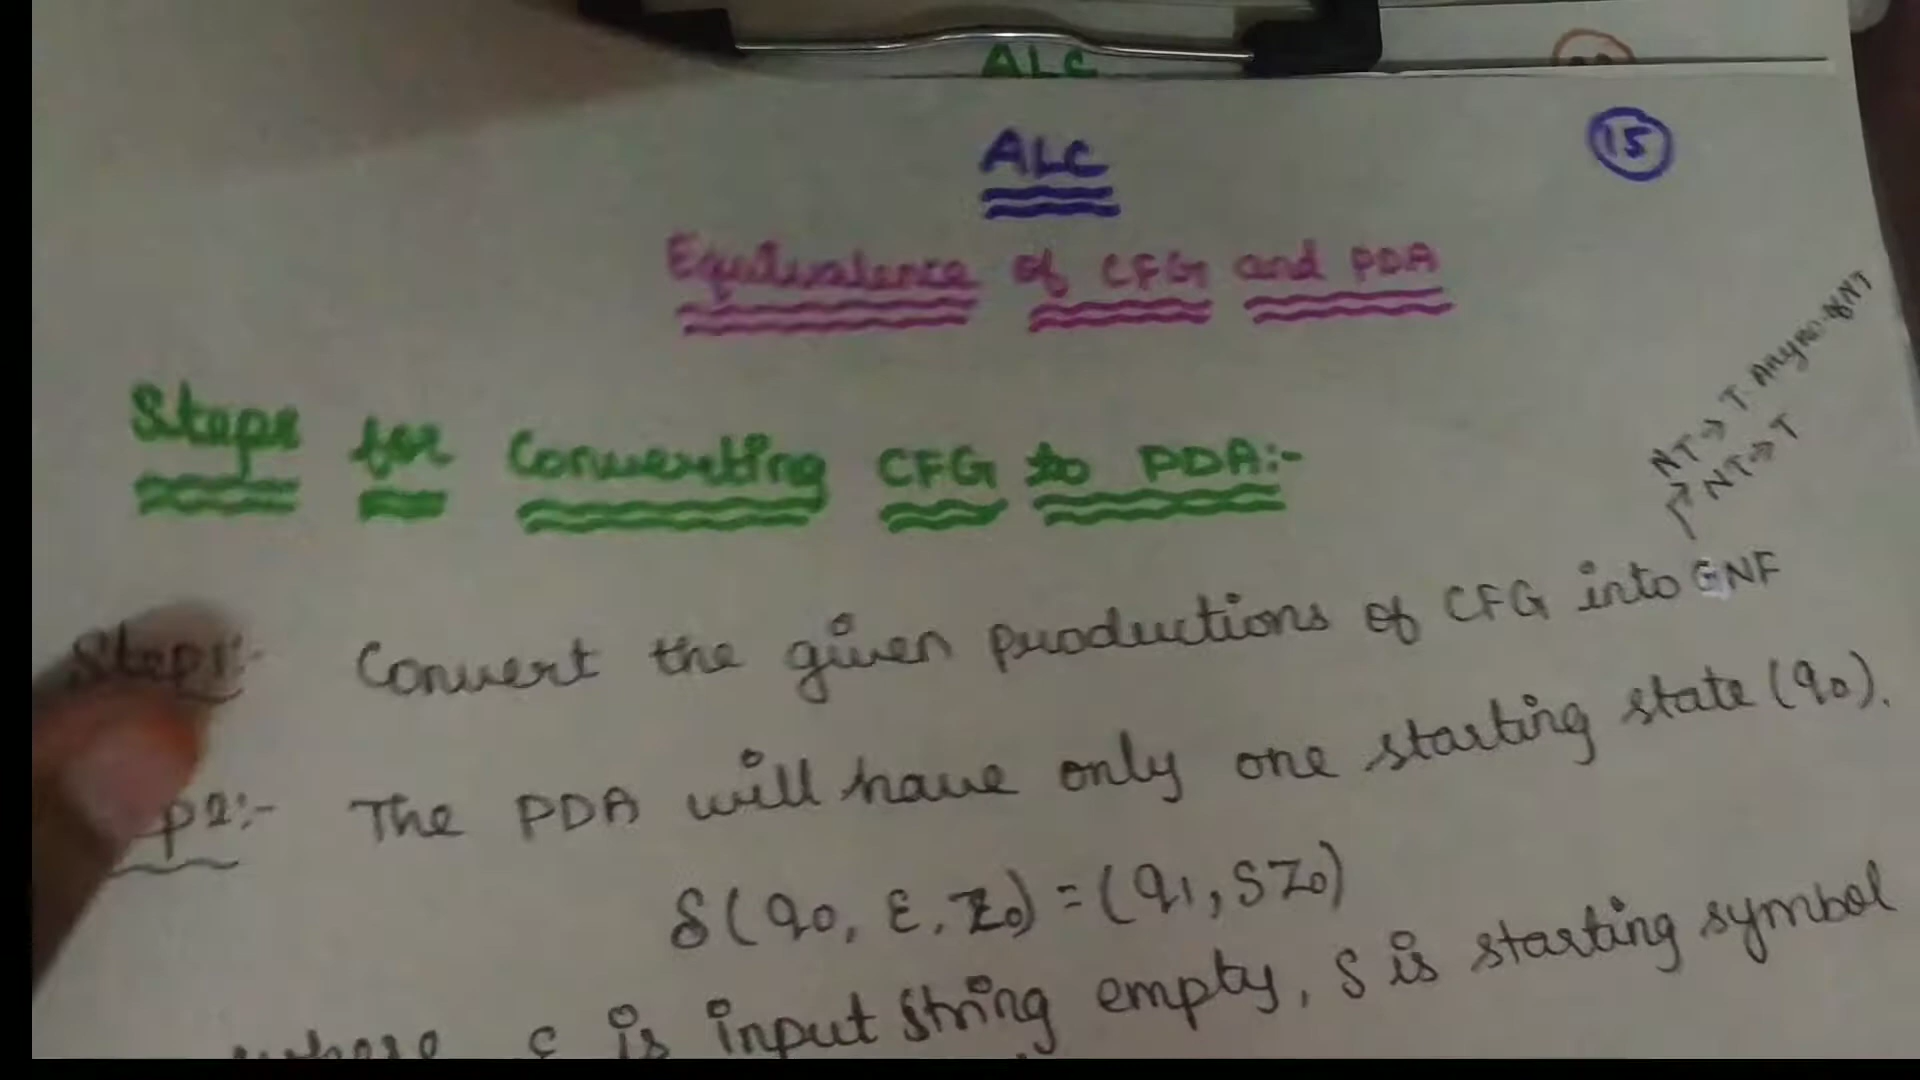 ALC
ALC
15
Equivalence of CFG and PDA
Steps for Converting CFG to PDA:-
NT→T Any no. of NT
NT→T
Step1:- Convert the given productions of CFG into GNF
p2:- The PDA will have only one starting state (q0).
δ(q0, ε, Z0) = (q1, SZ0)
where ε is input string empty, S is starting symbol